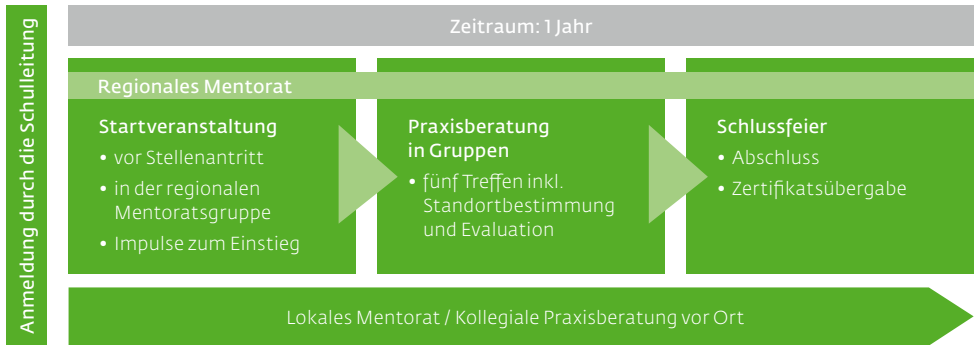 Anmeldung durch die Schulleitung
Zeitraum: 1 Jahr
Regionales Mentorat
Startveranstaltung
• vor Stellenantritt
• in der regionalen
Mentoratsgruppe
• Impulse zum Einstieg
Praxisberatung
in Gruppen
• fünf Treffen inkl.
Standortbestimmung
und Evaluation
Schlussfeier
• Abschluss
• Zertifikatsübergabe
Lokales Mentorat / Kollegiale Praxisberatung vor Ort